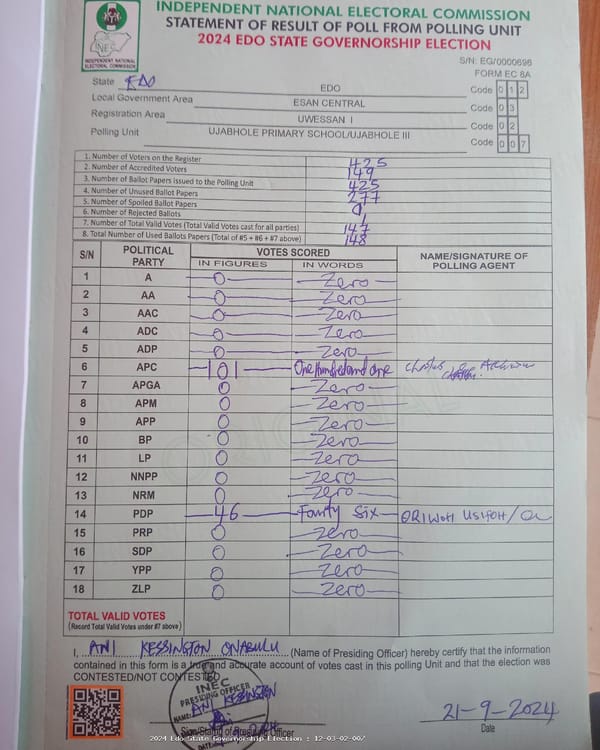 INDEPENDENT NATIONAL ELECTORAL COMMISSION
STATEMENT OF RESULT OF POLL FROM POLLING UNIT
2024 EDO STATE GOVERNORSHIP ELECTION
INEC
INDEPENDENT NATIONAL
ELECTORAL COMMISSION
S/N: EG/0000696
FORM EC 8A
State EDO EDO Code 0 1 2
Local Government Area ESAN CENTRAL Code 0 3
Registration Area UWESSAN I Code 0 2
Polling Unit UJABHOLE PRIMARY SCHOOL/UJABHOLE III Code 0 0 7
1. Number of Voters on the Register 425
2. Number of Accredited Voters 149
3. Number of Ballot Papers issued to the Polling Unit 425
4. Number of Unused Ballot Papers 277
5. Number of Spoiled Ballot Papers
6. Number of Rejected Ballots 1
7. Number of Total Valid Votes (Total Valid Votes cast for all parties) 147
8. Total Number of Used Ballots Papers (Total of #5 + #6 + #7 above) 148
S/N POLITICAL PARTY VOTES SCORED NAME/SIGNATURE OF POLLING AGENT
IN FIGURES IN WORDS
1 A 0 Zero
2 AA 0 Zero
3 AAC 0 Zero
4 ADC 0 Zero
5 ADP 0 Zero
6 APC 101 One hundred and one
7 APGA 0 Zero
8 APM 0 Zero
9 APP 0 Zero
10 BP 0 Zero
11 LP 0 Zero
12 NNPP 0 Zero
13 NRM 0 Zero
14 PDP 46 Fourty Six ORIWOH USIFOH
15 PRP 0 Zero
16 SDP 0 Zero
17 YPP 0 Zero
18 ZLP 0 Zero
TOTAL VALID VOTES
(Record Total Valid Votes under #7 above)
I, ANI KESSINGTON ONABULU (Name of Presiding Officer) hereby certify that the information
contained in this form is a true and accurate account of votes cast in this polling Unit and that the election was
CONTESTED/NOT CONTESTED
INEC
PRESIDING OFFICER
NAME: ANI KESSINGTON
Sign/Stamp of Presiding Officer
DATE
21-9-2024
Date
2024 Edo State Governorship Election : 12-03-02-007